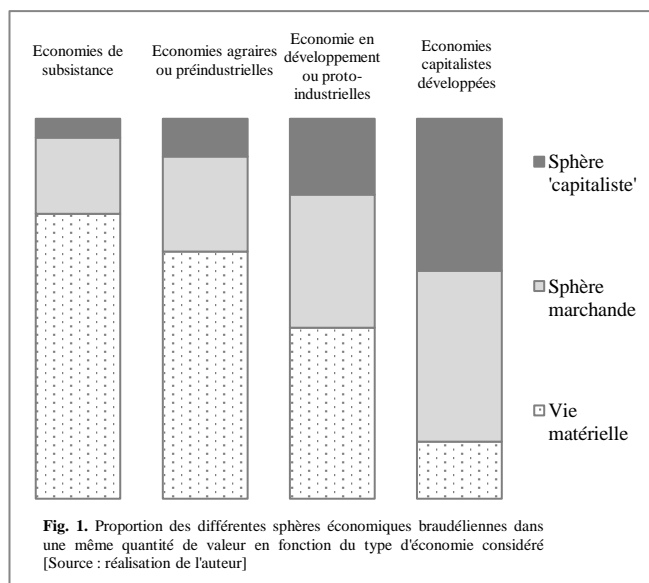 Economies de
subsistance
Economies agraires
ou préindustrielles
Economie en
développement
ou proto-
industrielles
Economies
capitalistes
développées
Sphère
'capitaliste'
Sphère
marchande
Vie
matérielle
Fig. 1. Proportion des différentes sphères économiques braudéliennes dans
une même quantité de valeur en fonction du type d'économie considéré
[Source : réalisation de l'auteur]